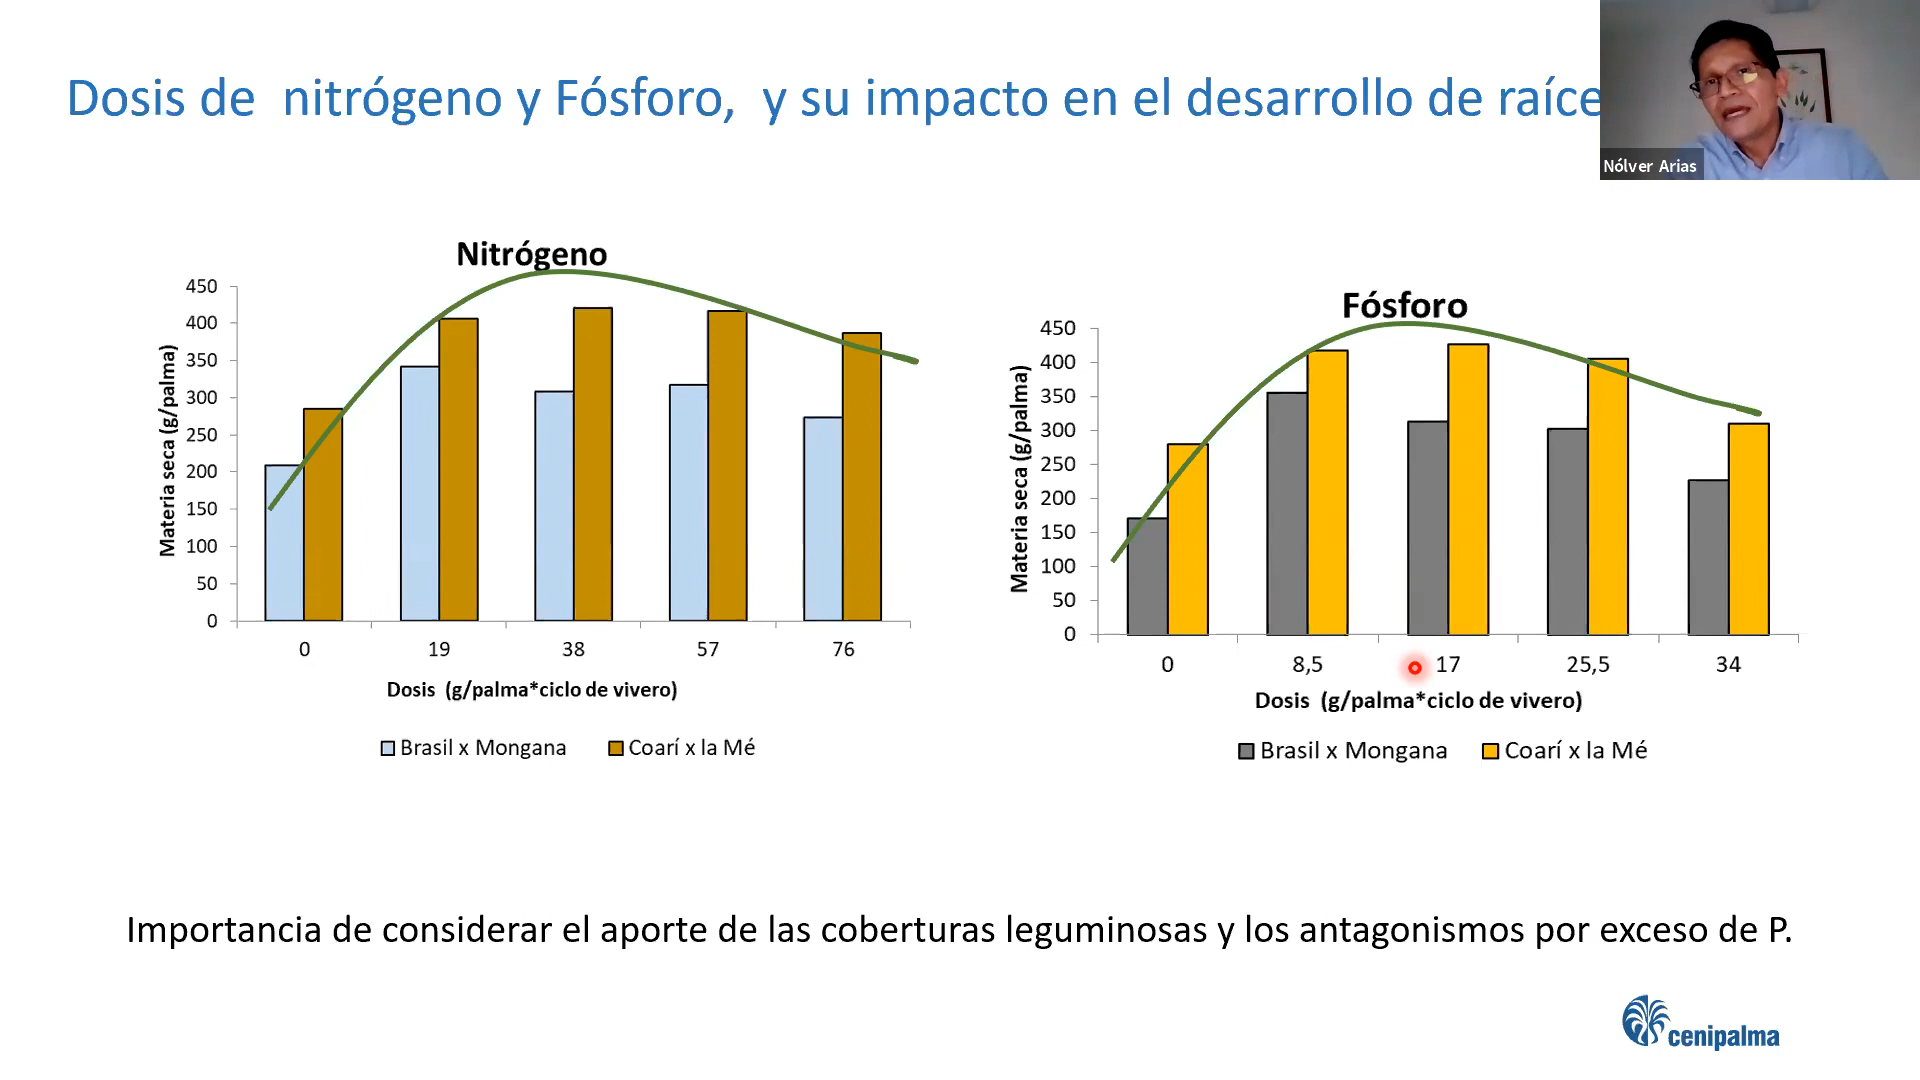 Dosis de nitrógeno y Fósforo, y su impacto en el desarrollo de raíce
Nólver Arias
Nitrógeno
Materia seca (g/palma)
450
400
350
300
250
200
150
100
50
0
0 19 38 57 76
Dosis (g/palma*ciclo de vivero)
Brasil x Mongana Coarí x la Mé
Fósforo
Materia seca (g/palma)
450
400
350
300
250
200
150
100
50
0
0 8,5 17 25,5 34
Dosis (g/palma*ciclo de vivero)
Brasil x Mongana Coarí x la Mé
Importancia de considerar el aporte de las coberturas leguminosas y los antagonismos por exceso de P.
cenipalma